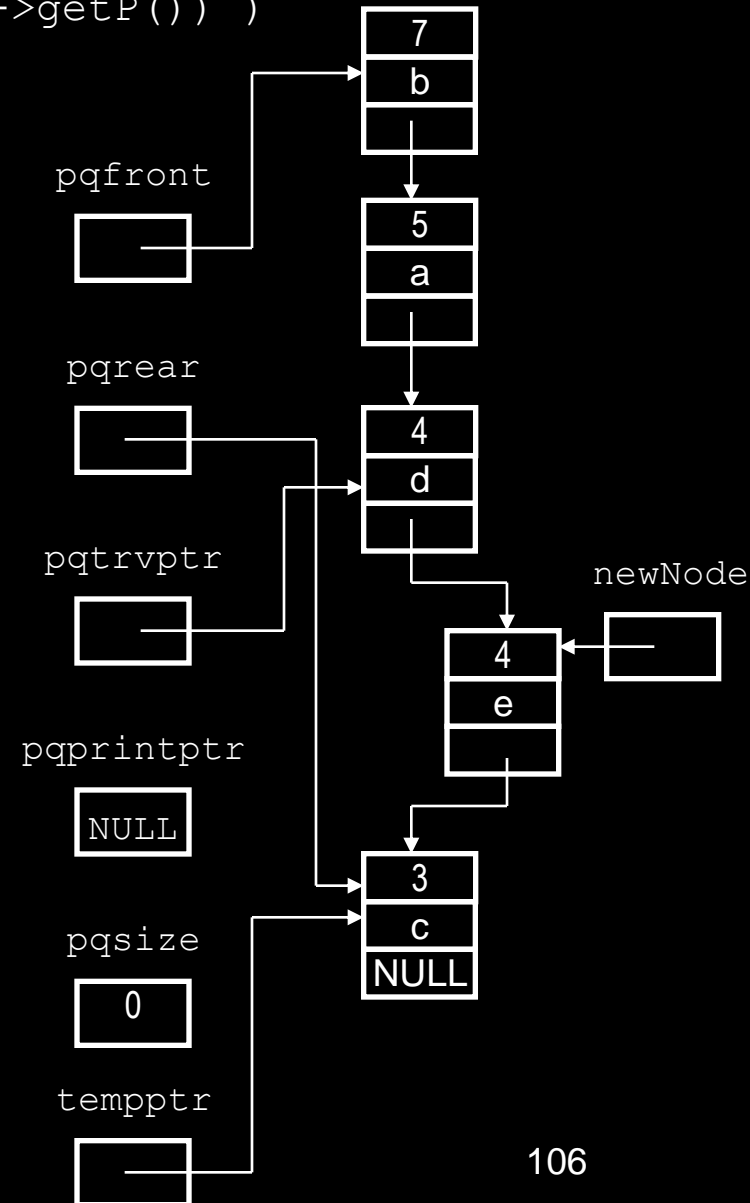 ->getP()) )
7
b
pqfront
5
a
pqrear
4
d
pqtrvptr
newNode
4
e
pqprintptr
NULL
3
c
NULL
pqsize
0
tempptr
106